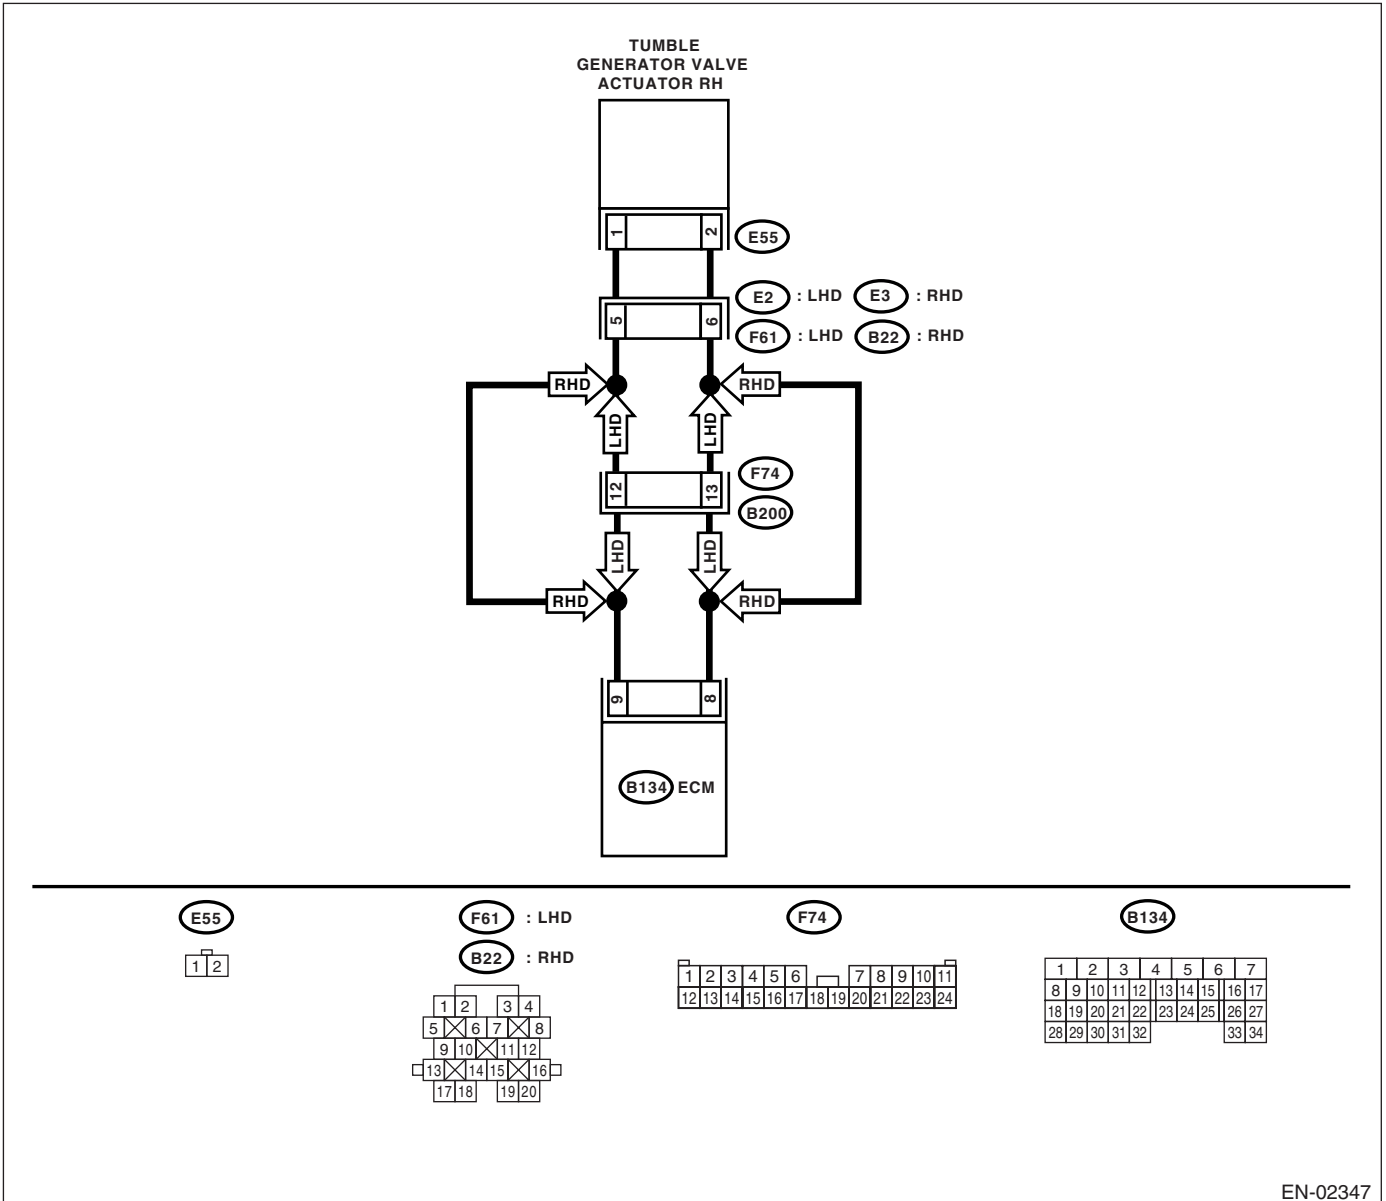 TUMBLE
GENERATOR VALVE
ACTUATOR RH
1 2 E55
E2 : LHD E3 : RHD
5 6
F61 : LHD B22 : RHD
RHD RHD
LHD LHD
F74
12 13
B200
LHD LHD
RHD RHD
9 8
B134 ECM
E55
1 2
F61 : LHD
B22 : RHD
1 2 3 4
5 6 7 8
9 10 11 12
13 14 15 16
17 18 19 20
F74
1 2 3 4 5 6 7 8 9 10 11
12 13 14 15 16 17 18 19 20 21 22 23 24
B134
1 2 3 4 5 6 7
8 9 10 11 12 13 14 15 16 17
18 19 20 21 22 23 24 25 26 27
28 29 30 31 32 33 34
EN-02347